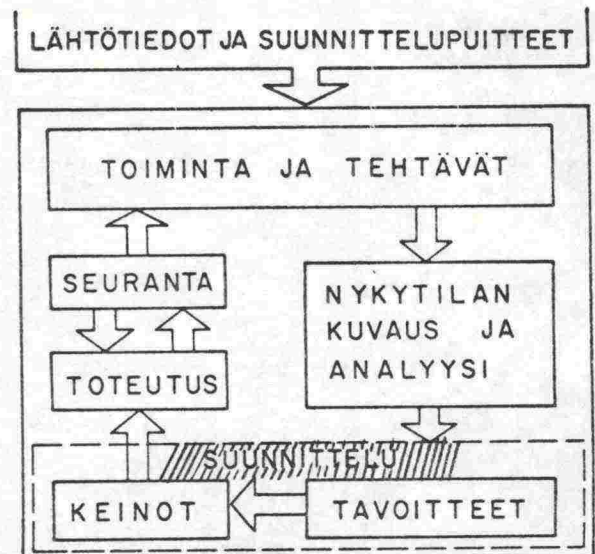 LÄHTÖTIEDOT JA SUUNNITTELUPUITTEET
TOIMINTA JA TEHTÄVÄT
SEURANTA
NYKYTILAN
KUVAUS JA
ANALYYSI
TOTEUTUS
SUUNNITTELU
KEINOT
TAVOITTEET